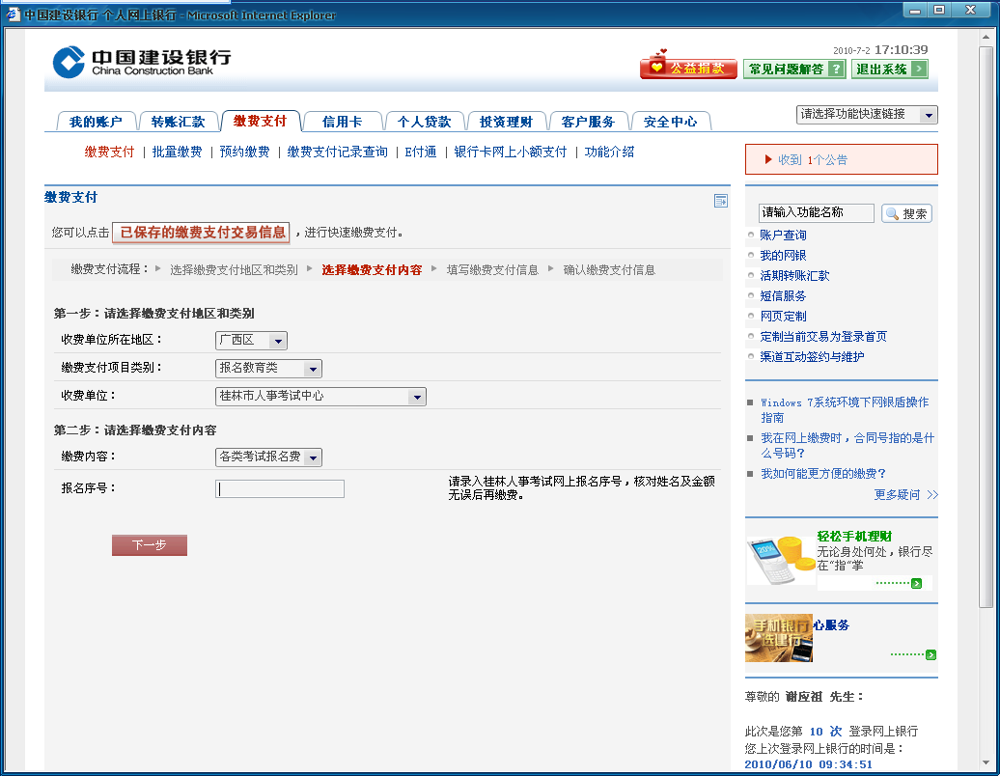 中国建设银行 个人网上银行 - Microsoft Internet Explorer
中国建设银行
China Construction Bank
2010-7-2 17:10:39
公益捐款 常见问题解答 ? 退出系统
我的账户 转账汇款 缴费支付 信用卡 个人贷款 投资理财 客户服务 安全中心
请选择功能快速链接
缴费支付 | 批量缴费 | 预约缴费 | 缴费支付记录查询 | E付通 | 银行卡网上小额支付 | 功能介绍
缴费支付
您可以点击 已保存的缴费支付交易信息 ，进行快速缴费支付。
缴费支付流程： 选择缴费支付地区和类别 选择缴费支付内容 填写缴费支付信息 确认缴费支付信息
第一步：请选择缴费支付地区和类别
收费单位所在地区： 广西区
缴费支付项目类别： 报名教育类
收费单位： 桂林市人事考试中心
第二步：请选择缴费支付内容
缴费内容： 各类考试报名费
报名序号： 请录入桂林人事考试网上报名序号，核对姓名及金额
无误后再缴费。
下一步
收到 1个公告
请输入功能名称 搜索
账户查询
我的网银
活期转账汇款
短信服务
网页定制
定制当前交易为登录首页
渠道互动签约与维护
Windows 7系统环境下网银盾操作
指南
我在网上缴费时，合同号指的是什
么号码？
我如何能更方便的缴费？
更多疑问 >>
轻松手机理财
无论身处何处，银行尽
在"指"掌
20%
手机银行
选建行
心服务
尊敬的 谢应祖 先生：
此次是您第 10 次 登录网上银行
您上次登录网上银行的时间是：
2010/06/10 09:34:51